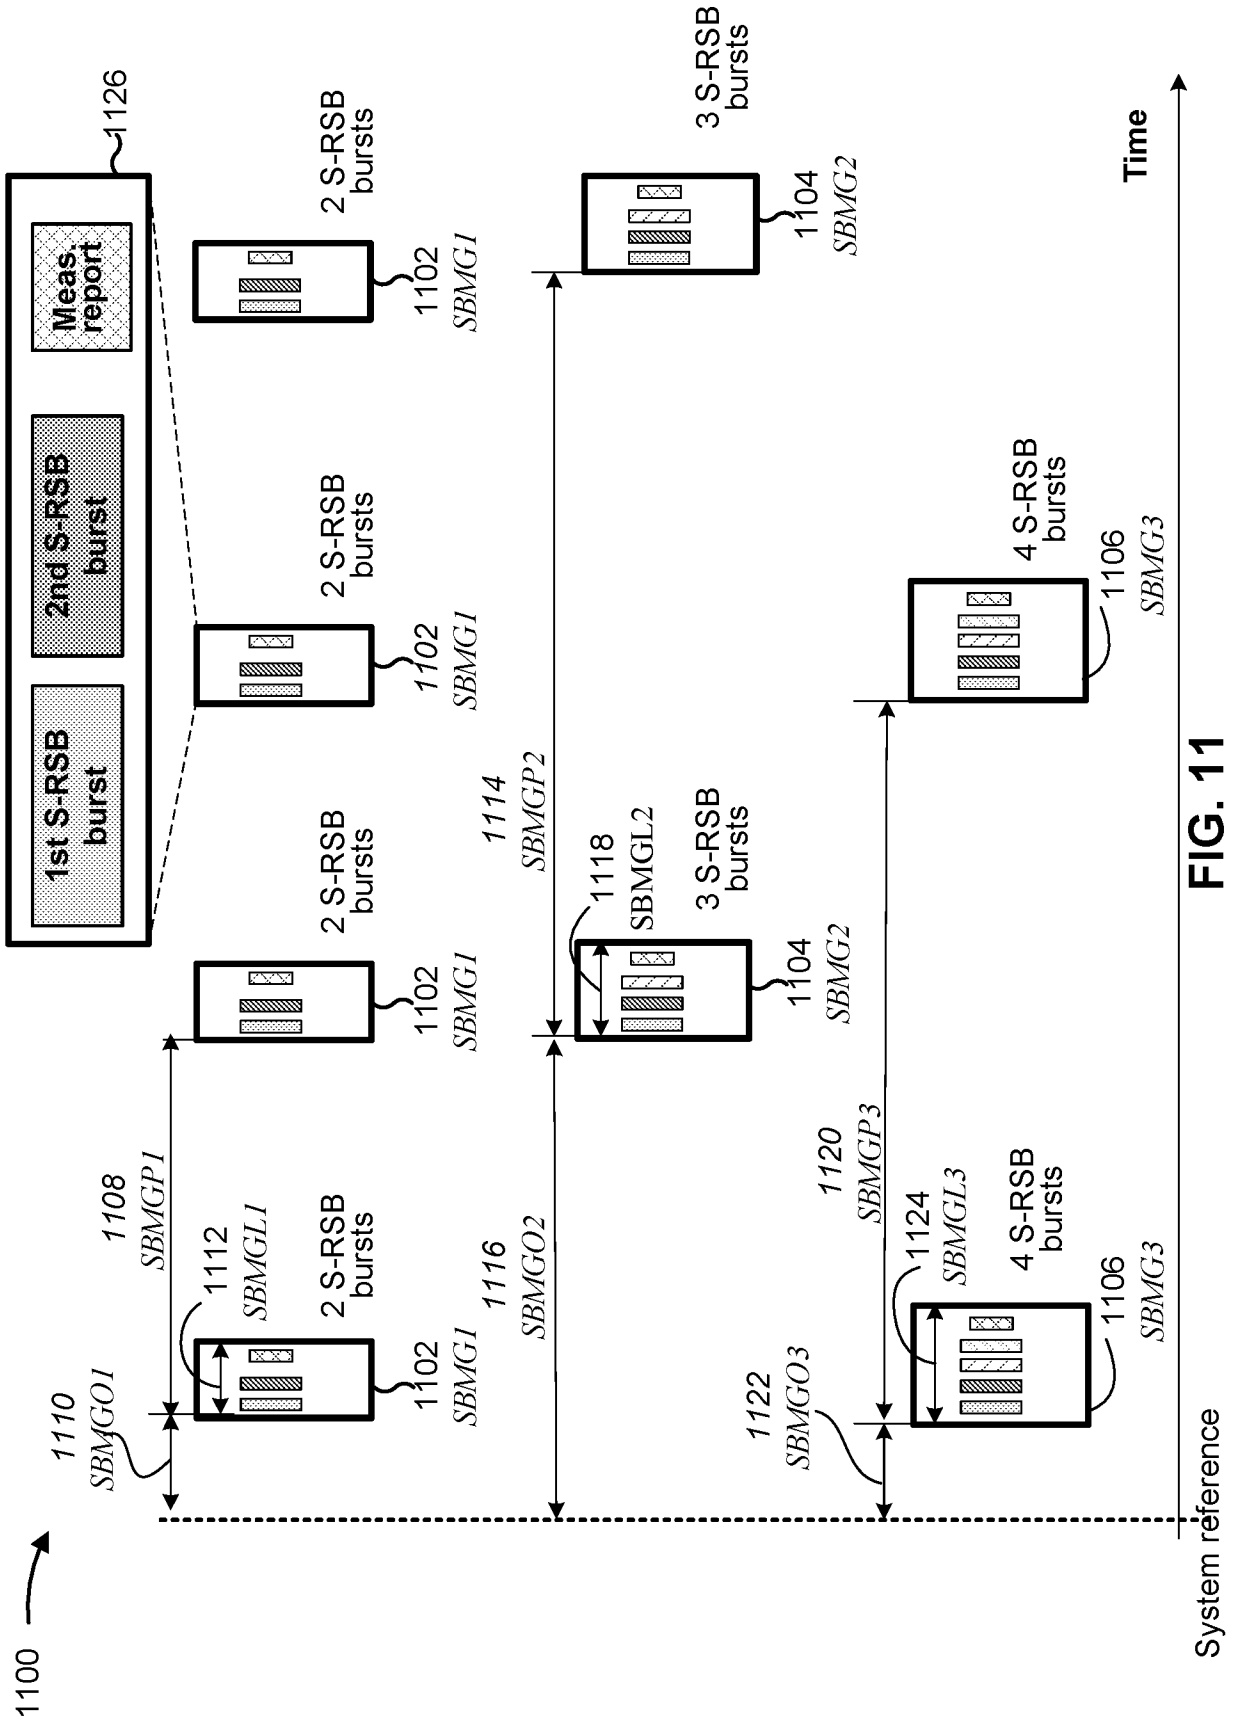 1100
1st S-RSB
burst
2nd S-RSB
burst
Meas.
report
1126
1110
SBMGO1
1108
SBMGP1
1112
SBMGL1
2 S-RSB
bursts
1102
SBMG1
2 S-RSB
bursts
1102
SBMG1
2 S-RSB
bursts
1102
SBMG1
2 S-RSB
bursts
1102
SBMG1
1116
SBMGO2
1114
SBMGP2
1118
SBMGL2
3 S-RSB
bursts
1104
SBMG2
3 S-RSB
bursts
1104
SBMG2
1122
SBMGO3
1120
SBMGP3
1124
SBMGL3
4 S-RSB
bursts
1106
SBMG3
4 S-RSB
bursts
1106
SBMG3
Time
System reference
FIG. 11